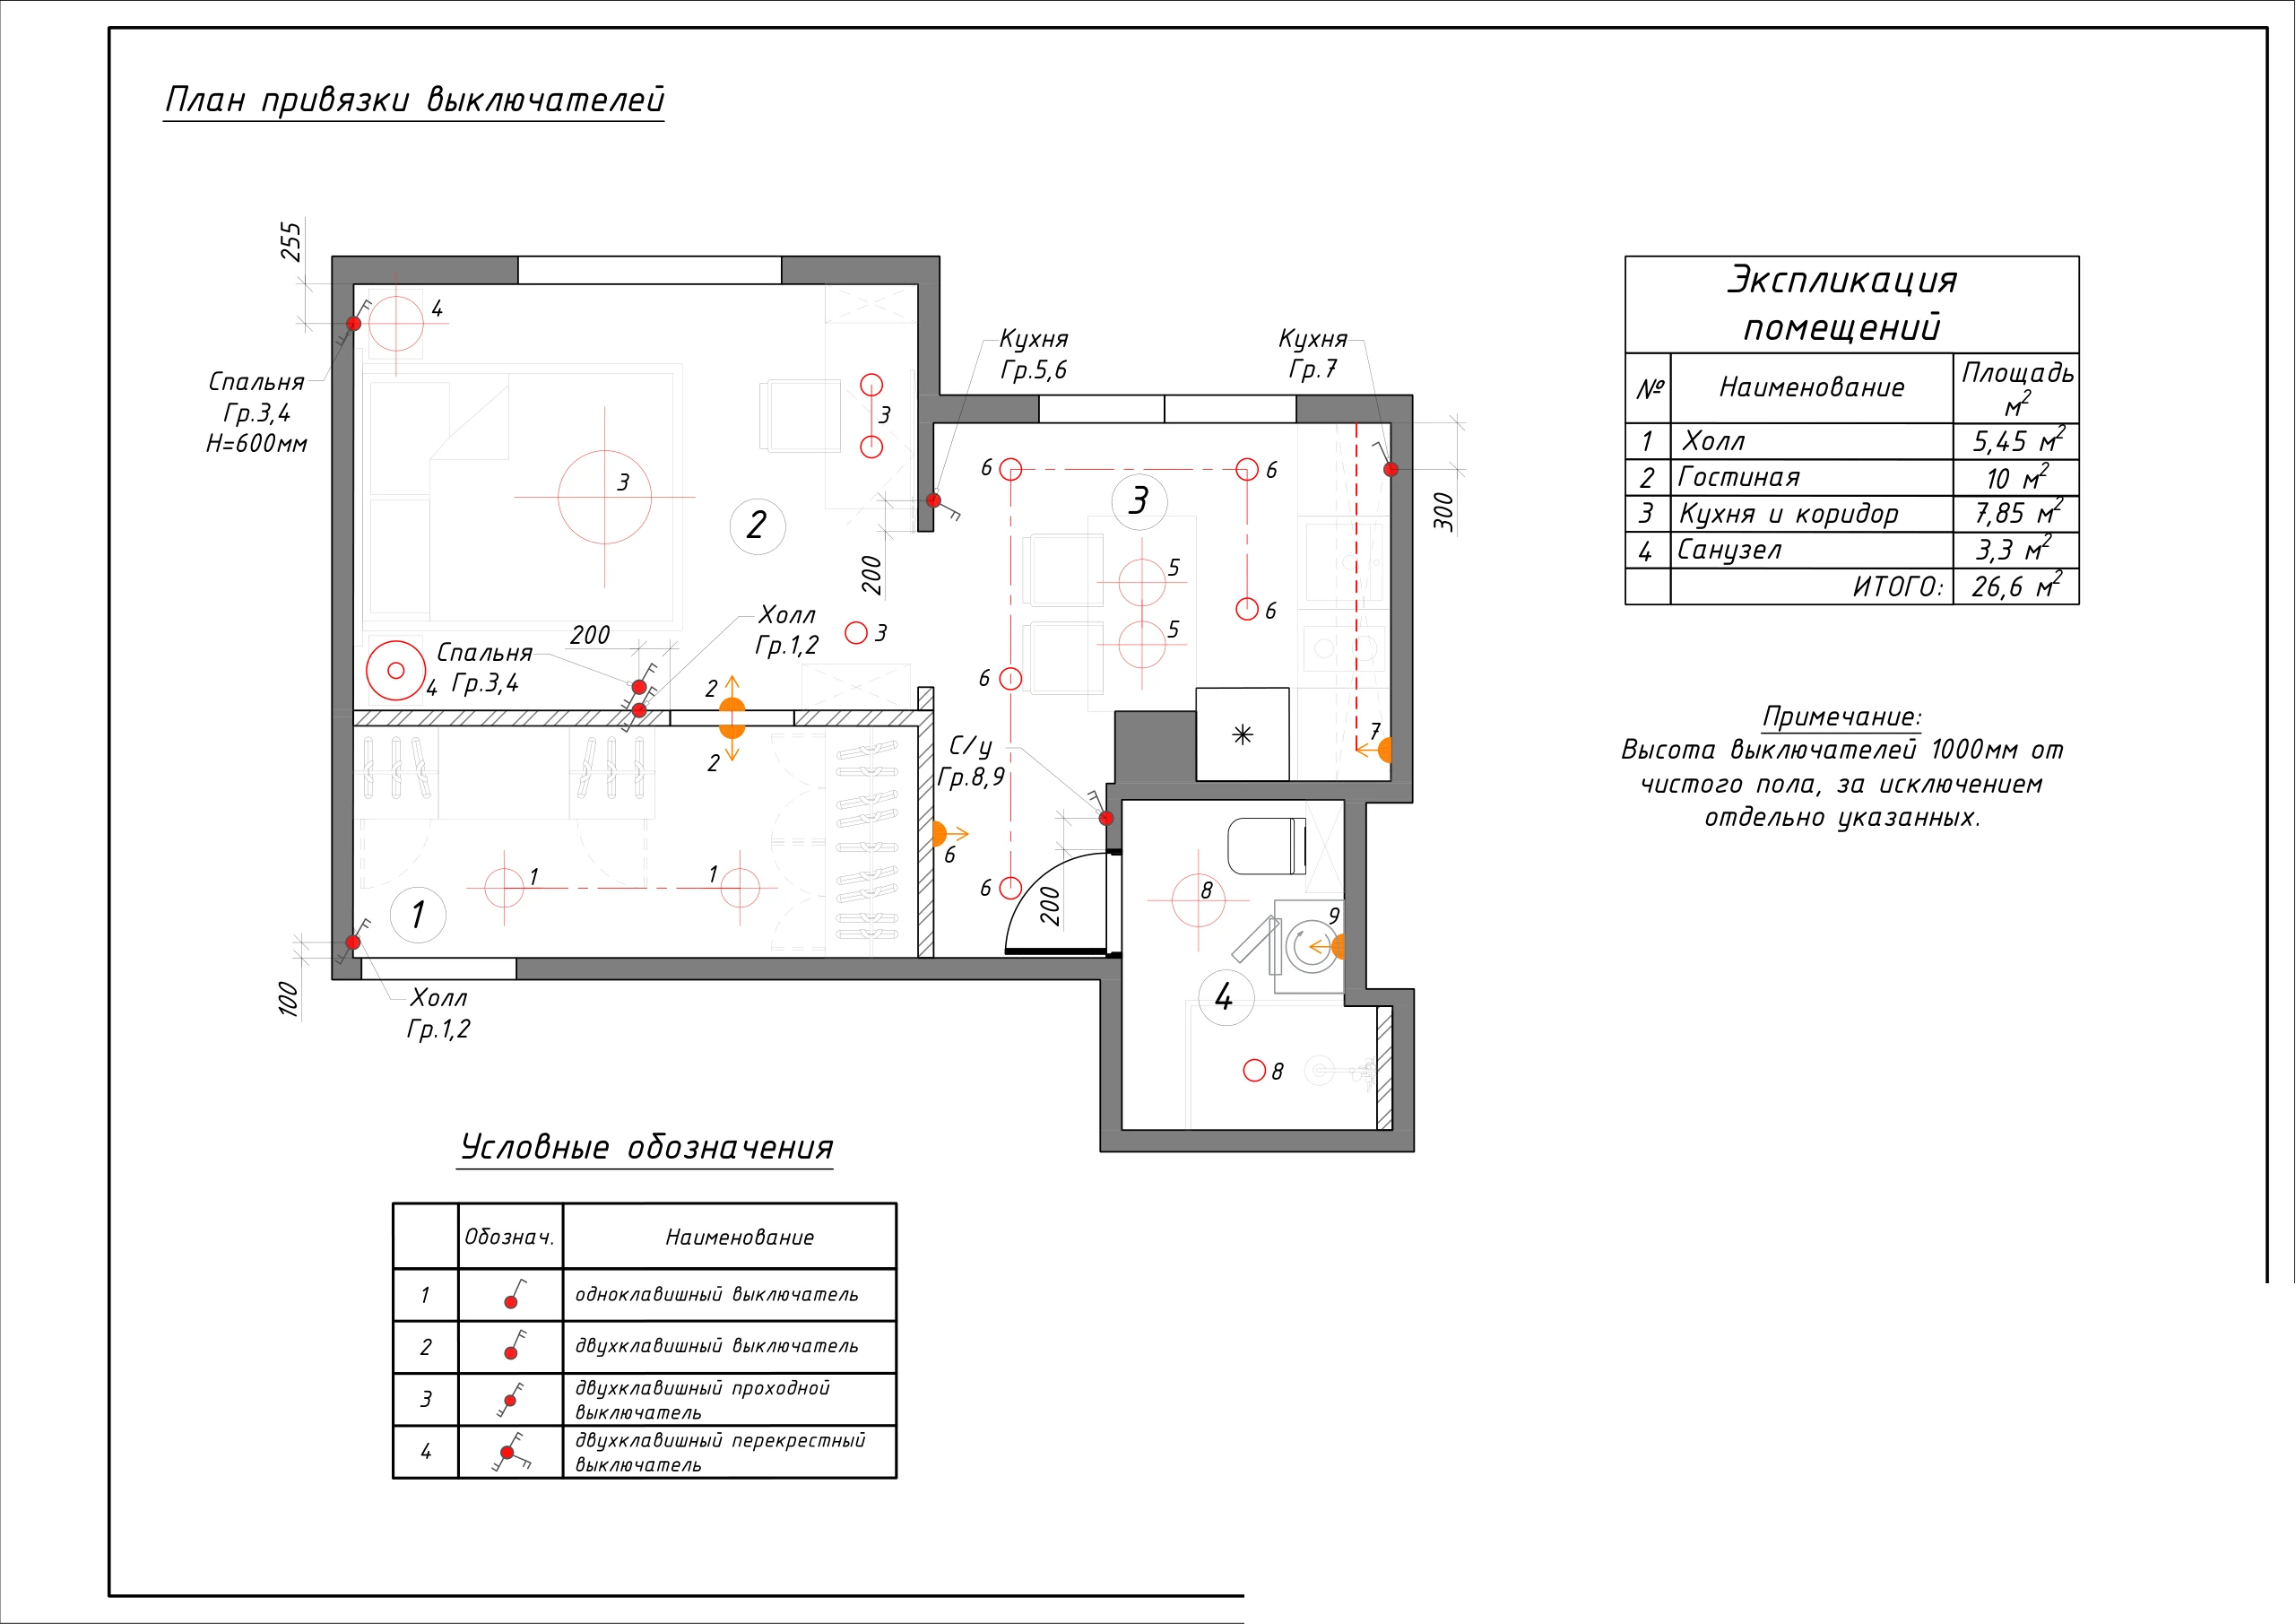 План привязки выключателей
255
Спальня
Гр.3,4
H=600мм
4
3
3
2
3
4
Спальня
Гр.3,4
200
Холл
Гр.1,2
2
2
200
Кухня
Гр.5,6
Кухня
Гр.7
300
6
6
3
5
5
6
6
7
С/у
Гр.8,9
6
6
200
1
1
1
100
Холл
Гр.1,2
8
9
4
8
Экспликация
помещений
№ Наименование Площадь м²
1 Холл 5,45 м²
2 Гостиная 10 м²
3 Кухня и коридор 7,85 м²
4 Санузел 3,3 м²
ИТОГО: 26,6 м²
Примечание:
Высота выключателей 1000мм от
чистого пола, за исключением
отдельно указанных.
Условные обозначения
Обознач. Наименование
1 одноклавишный выключатель
2 двухклавишный выключатель
3 двухклавишный проходной
выключатель
4 двухклавишный перекрестный
выключатель